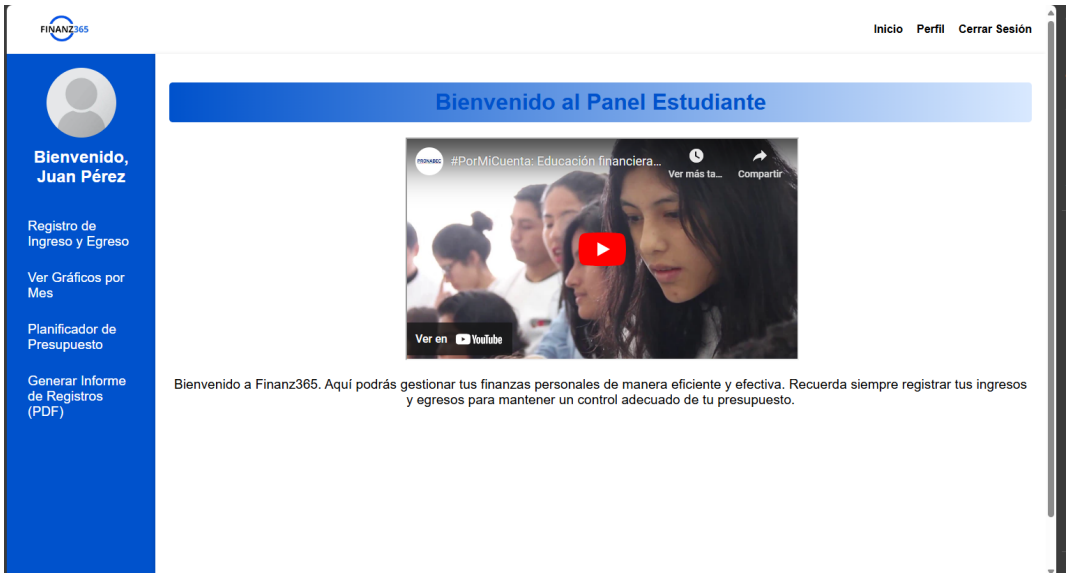 FINANZ365
Inicio Perfil Cerrar Sesión
Bienvenido,
Juan Pérez
Registro de
Ingreso y Egreso
Ver Gráficos por
Mes
Planificador de
Presupuesto
Generar Informe
de Registros
(PDF)
Bienvenido al Panel Estudiante
PRONABEC
#PorMiCuenta: Educación financiera...
Ver más ta...
Compartir
Ver en YouTube
Bienvenido a Finanz365. Aquí podrás gestionar tus finanzas personales de manera eficiente y efectiva. Recuerda siempre registrar tus ingresos
y egresos para mantener un control adecuado de tu presupuesto.